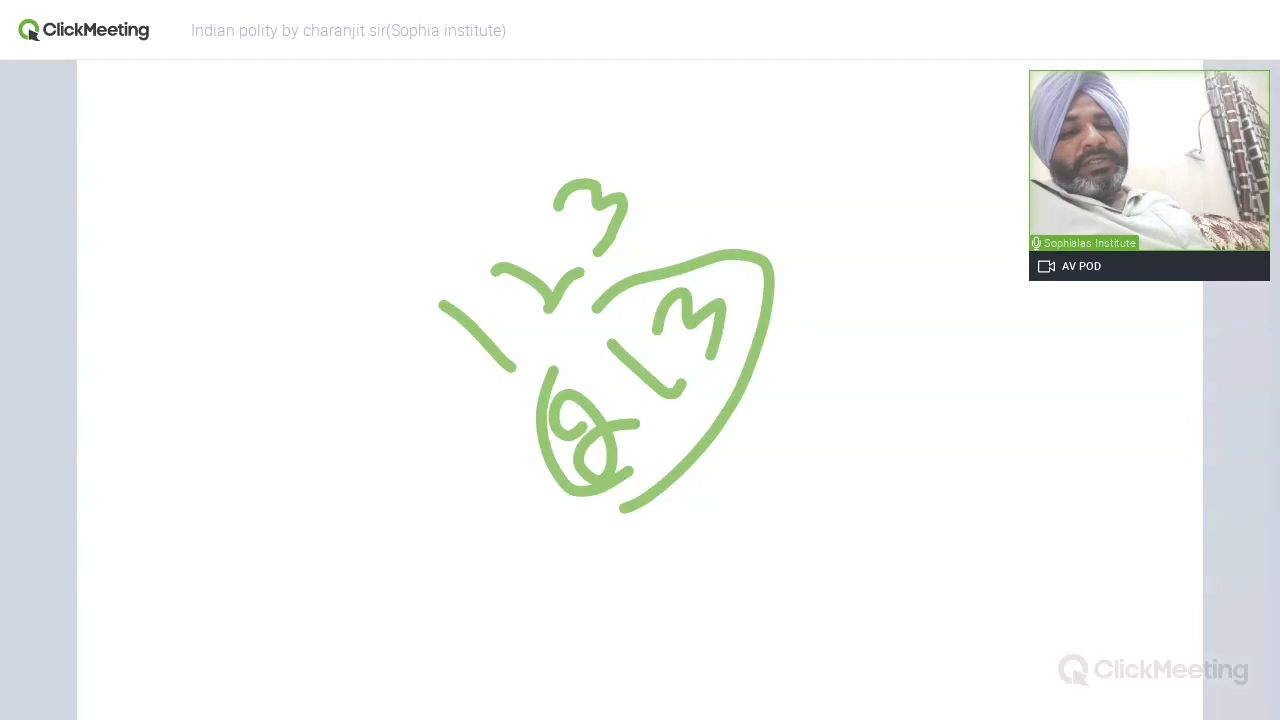 ClickMeeting
Indian polity by charanjit sir(Sophia institute)
SophiaIas Institute
AV POD
ClickMeeting